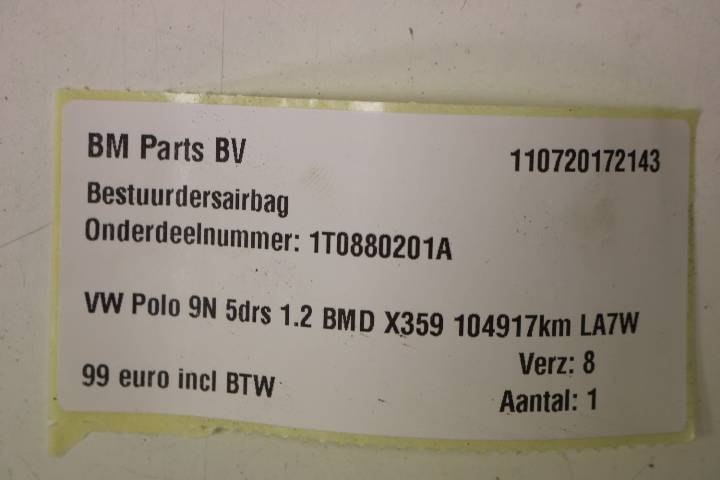 BM Parts BV 110720172143
Bestuurdersairbag
Onderdeelnummer: 1T0880201A
VW Polo 9N 5drs 1.2 BMD X359 104917km LA7W
Verz: 8
99 euro incl BTW
Aantal: 1